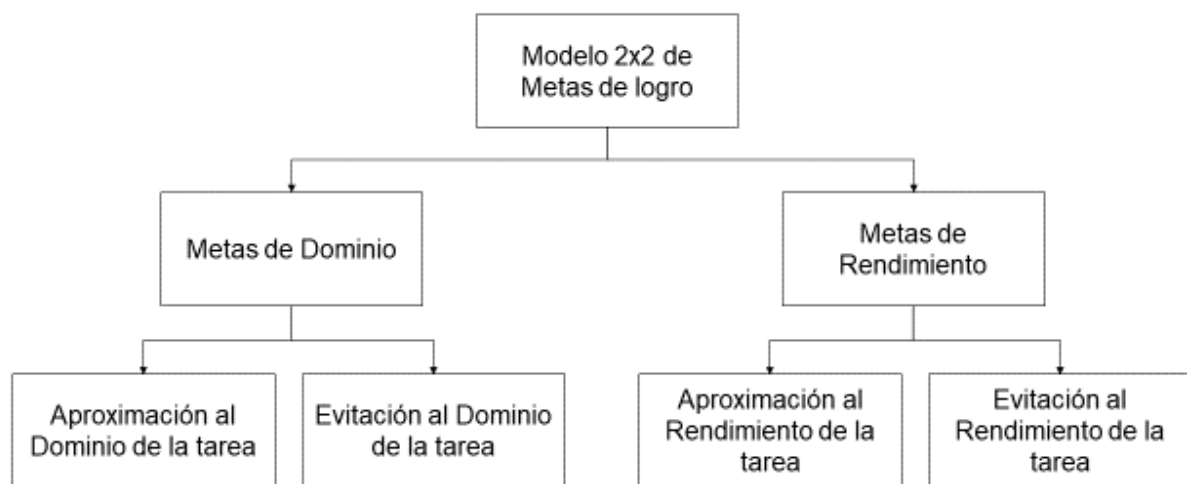 Modelo 2x2 de
Metas de logro
Metas de Dominio
Metas de
Rendimiento
Aproximación al
Dominio de la tarea
Evitación al Dominio
de la tarea
Aproximación al
Rendimiento de la
tarea
Evitación al
Rendimiento de la
tarea